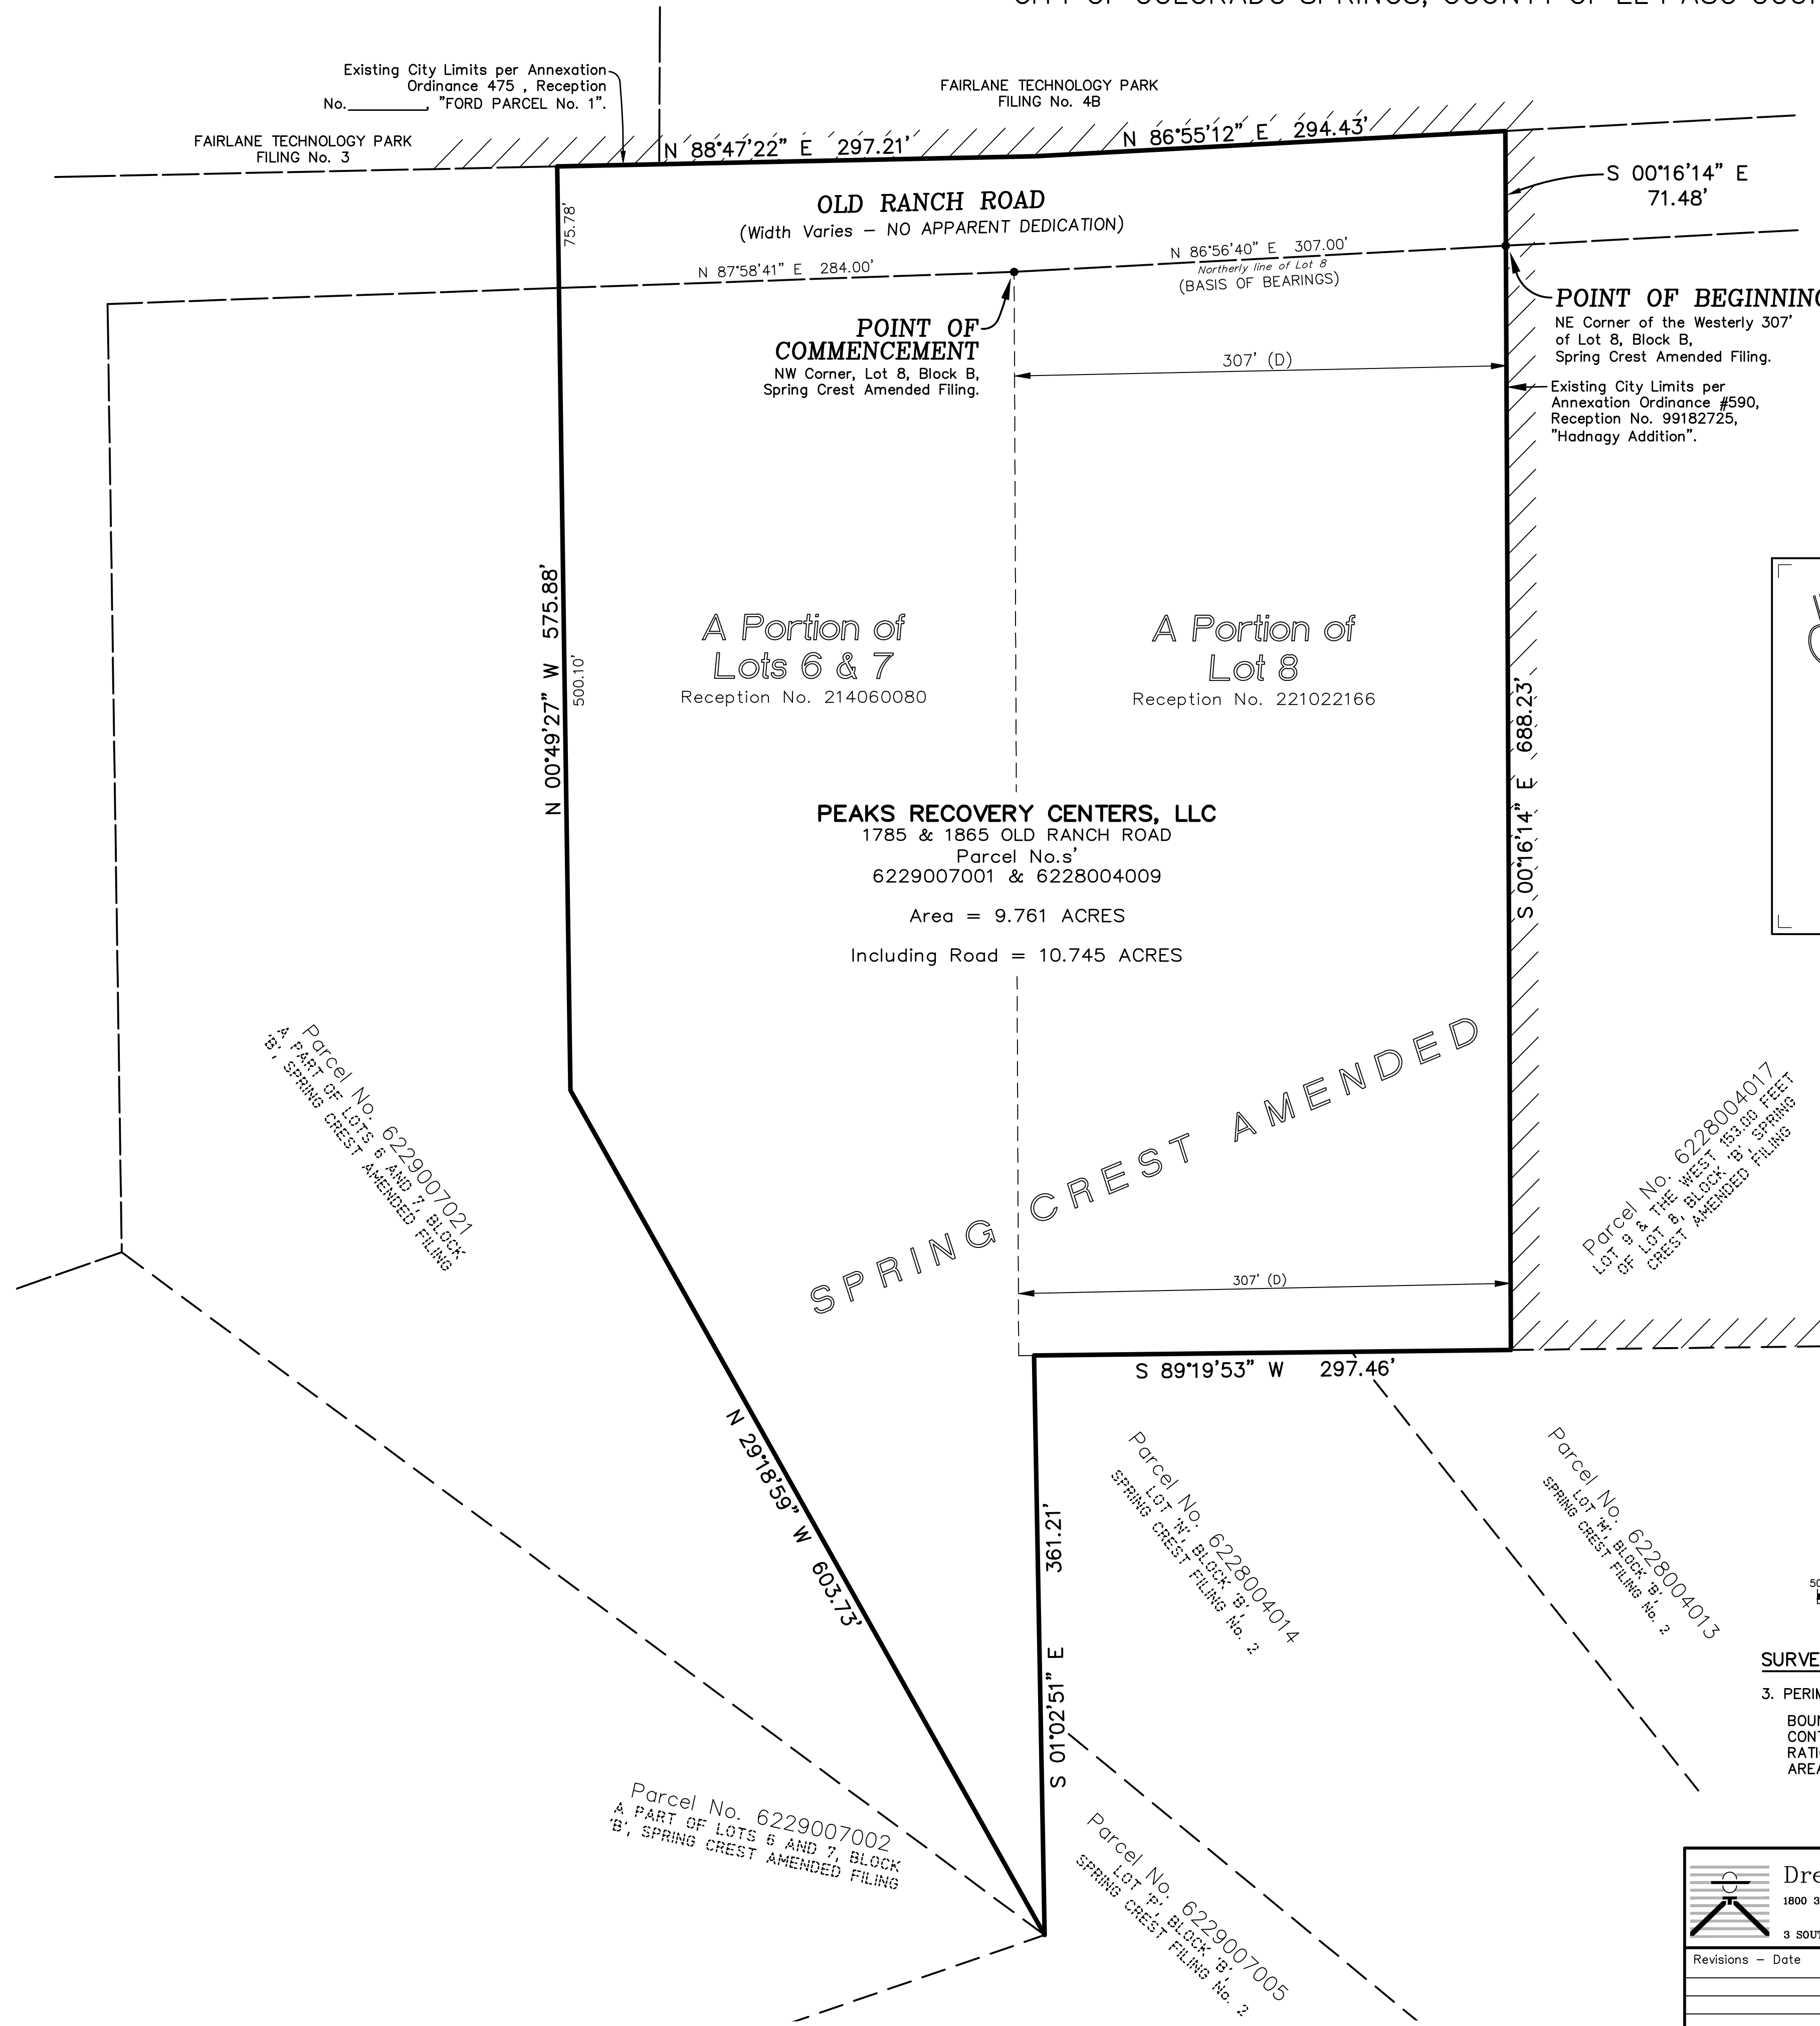 Existing City Limits per Annexation
Ordinance 475 , Reception
No.__________, "FORD PARCEL No. 1".
FAIRLANE TECHNOLOGY PARK
FILING No. 4B
FAIRLANE TECHNOLOGY PARK
FILING No. 3
N 88°47'22" E 297.21'
N 86°55'12" E 294.43'
S 00°16'14" E
71.48'
OLD RANCH ROAD
(Width Varies – NO APPARENT DEDICATION)
75.78'
N 87°58'41" E 284.00'
N 86°56'40" E 307.00'
Northerly line of Lot 8
(BASIS OF BEARINGS)
POINT OF
COMMENCEMENT
NW Corner, Lot 8, Block B,
Spring Crest Amended Filing.
POINT OF BEGINNING
NE Corner of the Westerly 307'
of Lot 8, Block B,
Spring Crest Amended Filing.
307' (D)
Existing City Limits per
Annexation Ordinance #590,
Reception No. 99182725,
"Hadnagy Addition".
N 00°49'27" W 575.88'
500.10'
A Portion of
Lots 6 & 7
Reception No. 214060080
A Portion of
Lot 8
Reception No. 221022166
S 00°16'14" E 688.23'
PEAKS RECOVERY CENTERS, LLC
1785 & 1865 OLD RANCH ROAD
Parcel No.s'
6229007001 & 6228004009
Area = 9.761 ACRES
Including Road = 10.745 ACRES
SPRING CREST AMENDED
Parcel No. 6229007021
A PART OF LOTS 6 AND 7, BLOCK
'B', SPRING CREST AMENDED FILING
Parcel No. 6228004017
LOT 9 & THE WEST 153.00 FEET
OF LOT 8, BLOCK 'B', SPRING
CREST AMENDED FILING
307' (D)
S 89°19'53" W 297.46'
N 29°18'59" W 603.73'
S 01°02'51" E 361.21'
Parcel No. 6228004014
LOT 'N', BLOCK 'B',
SPRING CREST FILING No. 2
Parcel No. 6228004013
LOT 'M', BLOCK 'B',
SPRING CREST FILING No. 2
Parcel No. 6229007002
A PART OF LOTS 6 AND 7, BLOCK
'B', SPRING CREST AMENDED FILING
Parcel No. 6229007005
LOT 'P', BLOCK 'B',
SPRING CREST FILING No. 2
50
SURVE
3. PERI
BOUN
CONT
RATI
AREA
Dre
1800 3
3 SOUT
Revisions – Date